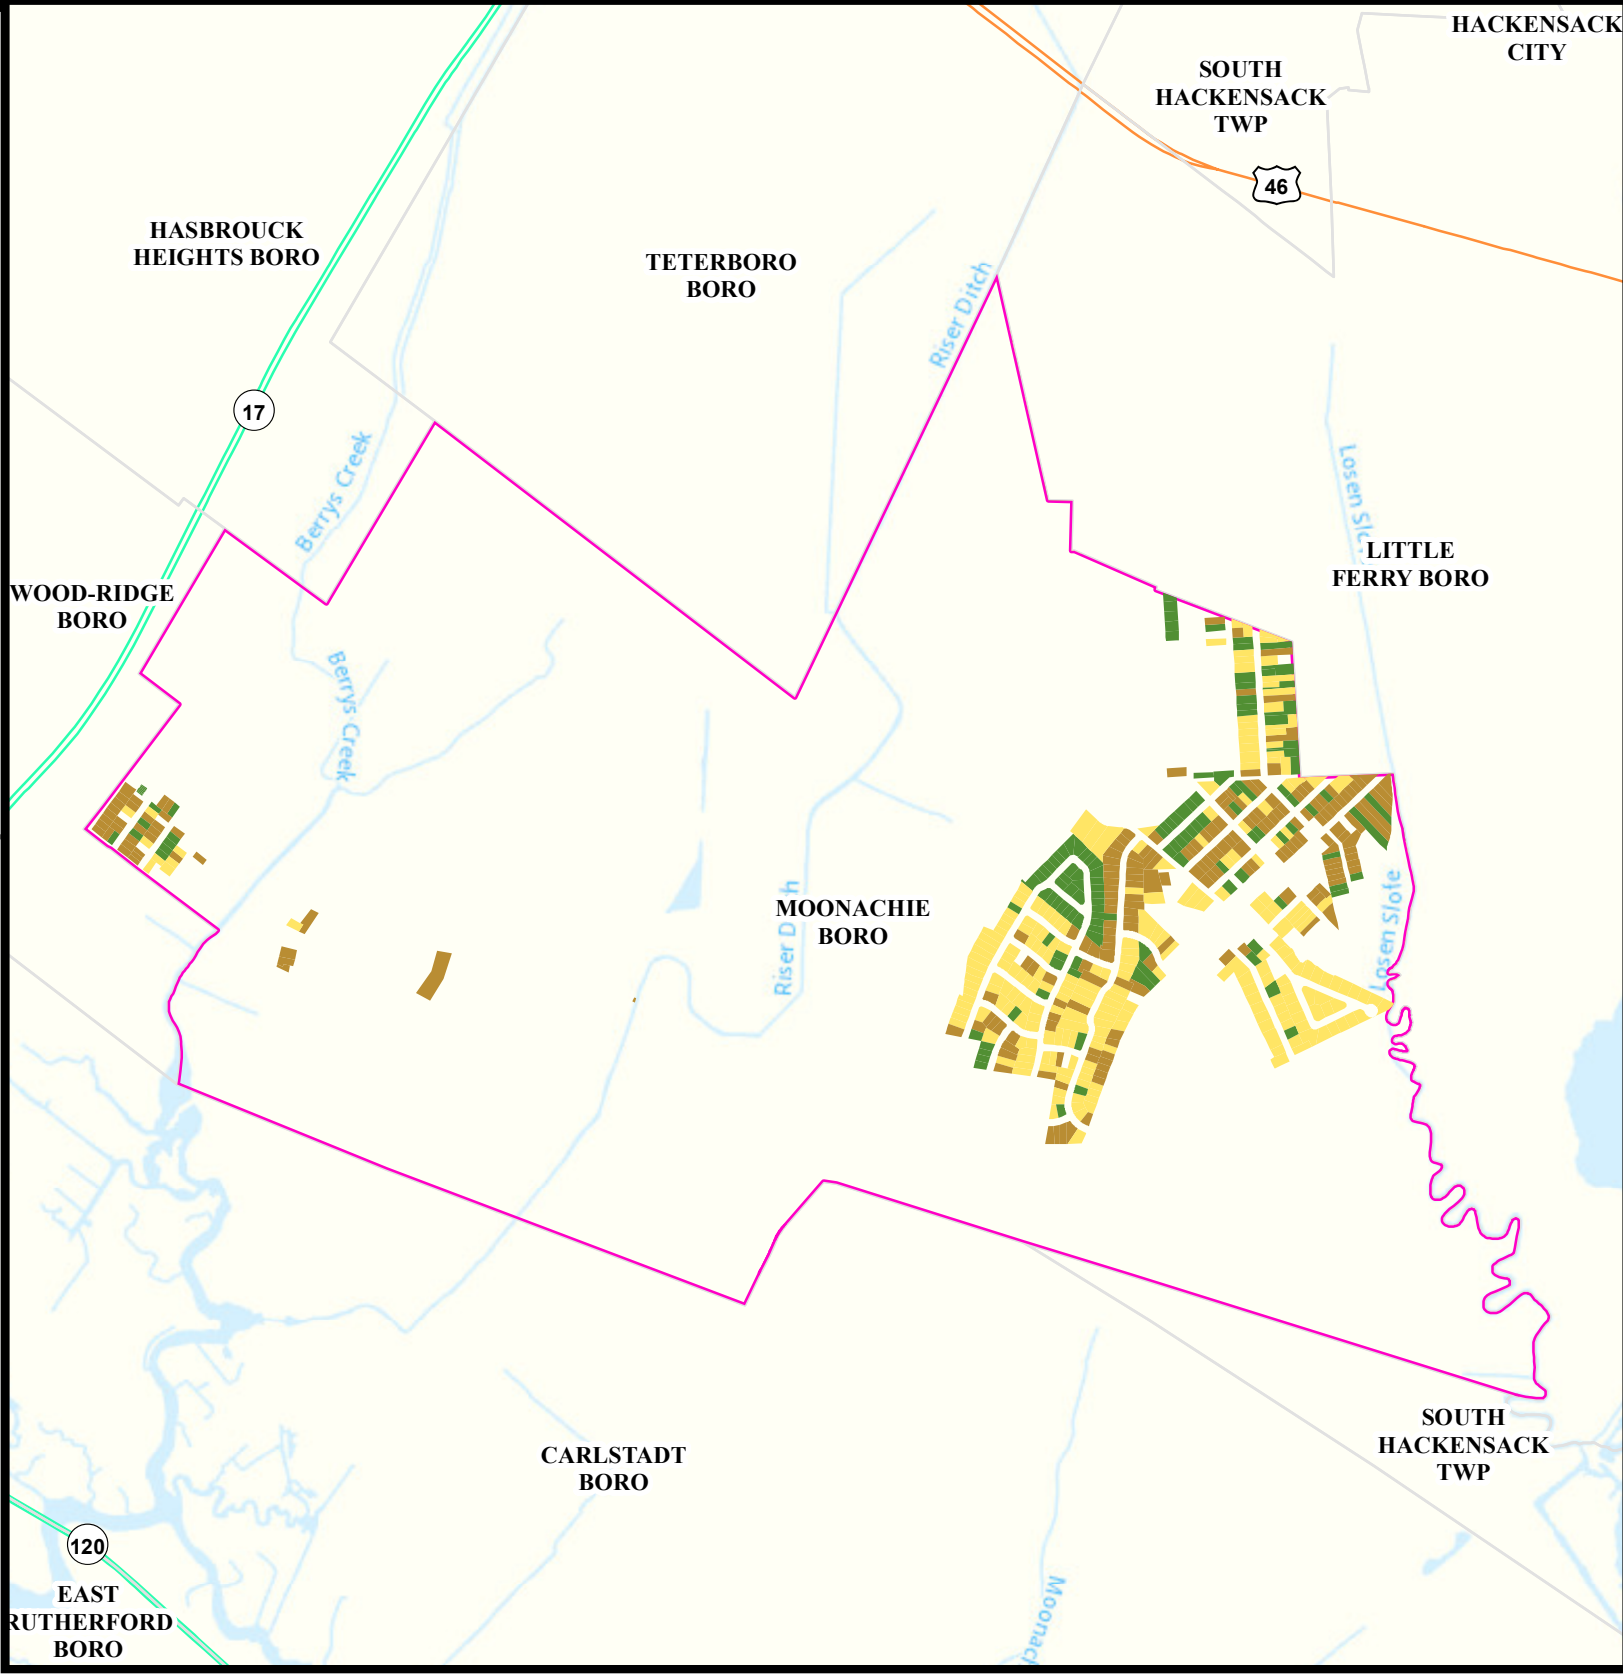 HACKENSACK
CITY
SOUTH
HACKENSACK
TWP
46
HASBROUCK
HEIGHTS BORO
TETERBORO
BORO
Riser Ditch
17
Berrys Creek
Losen
LITTLE
FERRY BORO
WOOD-RIDGE
BORO
Berrys Creek
MOONACHIE
BORO
Riser
Losen Slofe
SOUTH
HACKENSACK
TWP
CARLSTADT
BORO
120
EAST
RUTHERFORD
BORO
Moonach